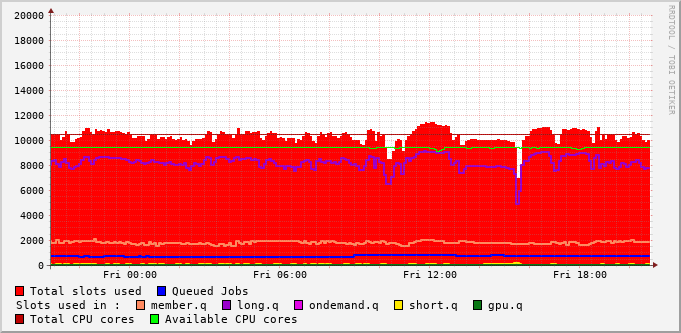 RRDTOOL / TOBI OETIKER
20000
18000
16000
14000
12000
10000
8000
6000
4000
2000
0
Fri 00:00 Fri 06:00 Fri 12:00 Fri 18:00
Total slots used Queued Jobs
Slots used in : member.q long.q ondemand.q short.q gpu.q
Total CPU cores Available CPU cores